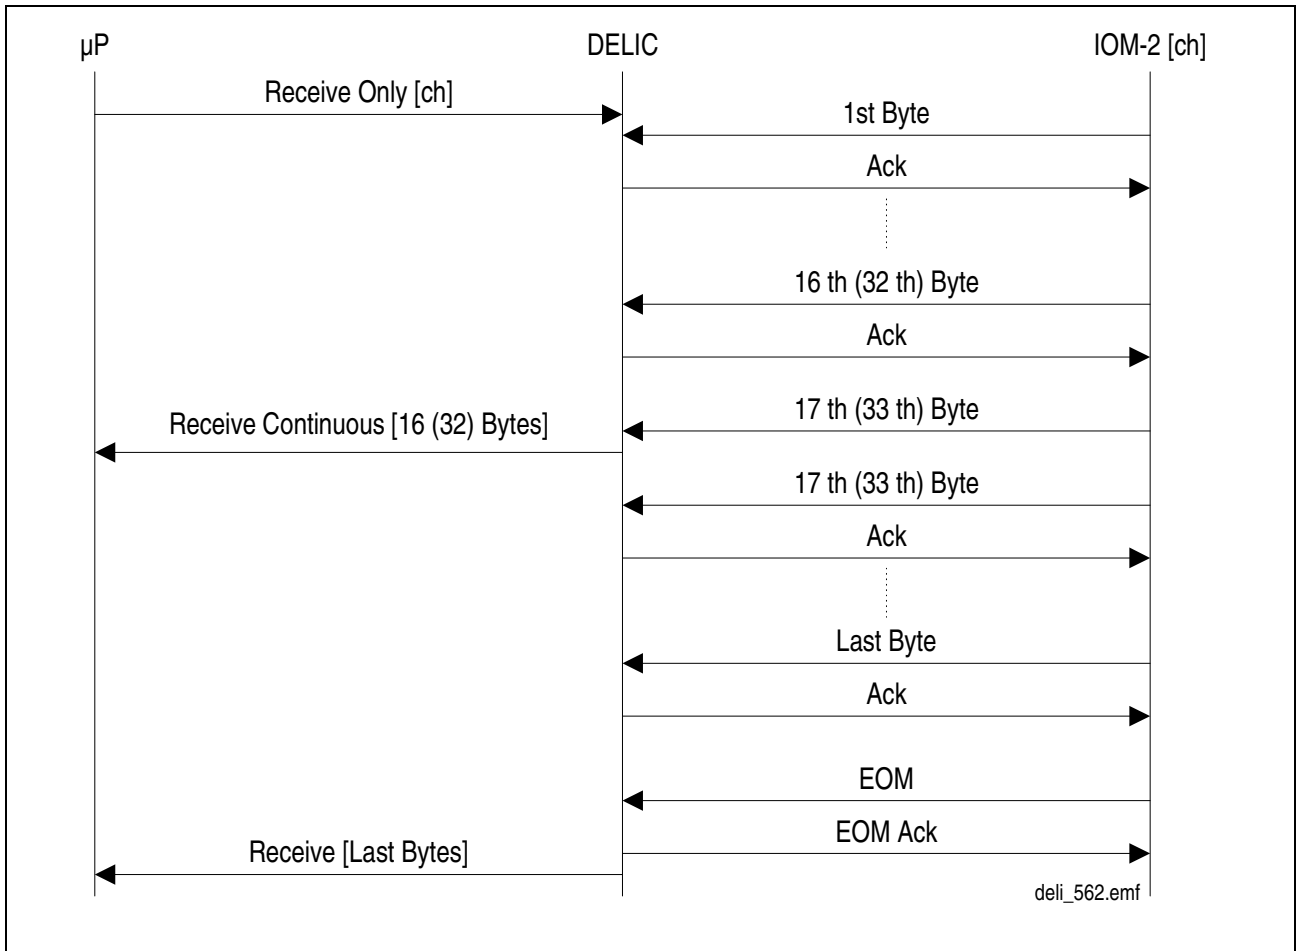 µP DELIC IOM-2 [ch]
Receive Only [ch]
1st Byte
Ack
16 th (32 th) Byte
Ack
17 th (33 th) Byte
Receive Continuous [16 (32) Bytes]
17 th (33 th) Byte
Ack
Last Byte
Ack
EOM
EOM Ack
Receive [Last Bytes]
deli_562.emf